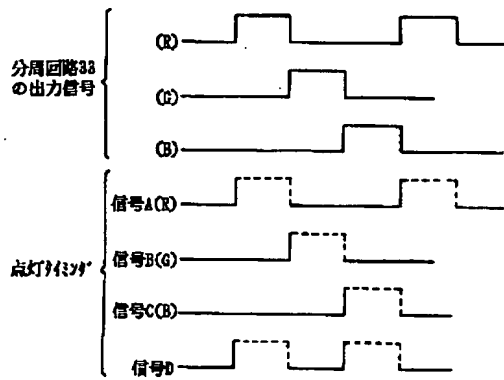 (R)
分周回路33
の出力信号
(G)
(B)
信号A(R)
信号B(G)
点灯タイミング
信号C(B)
信号D